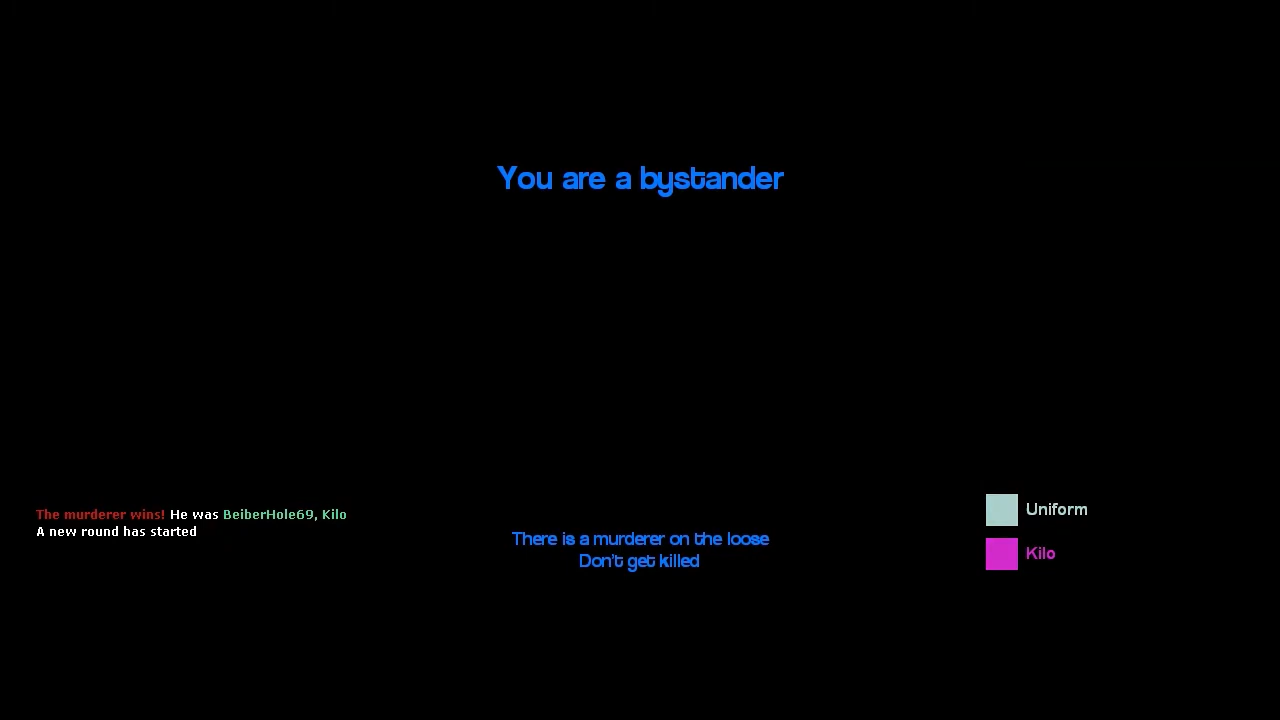 You are a bystander
The murderer wins! He was BeiberHole69, Kilo
A new round has started
There is a murderer on the loose
Don't get killed
Uniform
Kilo